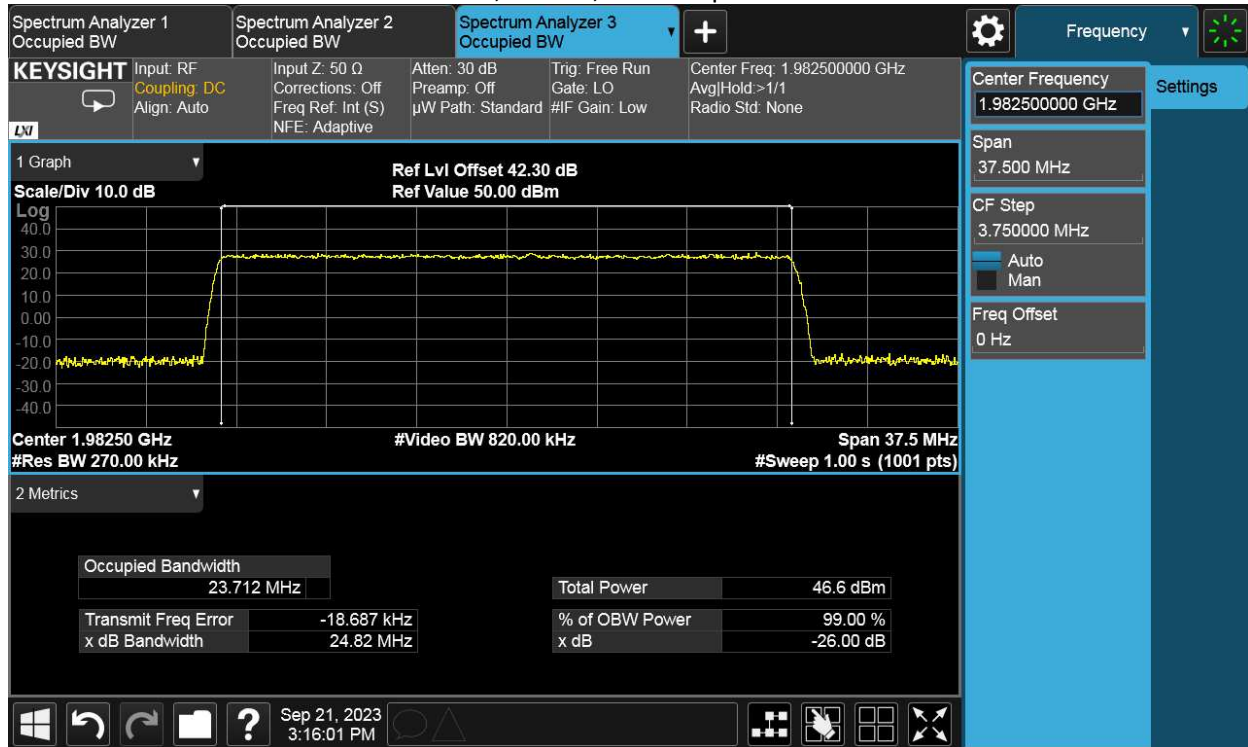 Spectrum Analyzer 1
Occupied BW
Spectrum Analyzer 2
Occupied BW
Spectrum Analyzer 3
Occupied BW
Frequency
KEYSIGHT
LXI
Input: RF
Coupling: DC
Align: Auto
Input Z: 50 Ω
Corrections: Off
Freq Ref: Int (S)
NFE: Adaptive
Atten: 30 dB
Preamp: Off
µW Path: Standard
Trig: Free Run
Gate: LO
#IF Gain: Low
Center Freq: 1.982500000 GHz
Avg|Hold:>1/1
Radio Std: None
Center Frequency
1.982500000 GHz
Settings
Span
37.500 MHz
CF Step
3.750000 MHz
Auto
Man
Freq Offset
0 Hz
1 Graph
Scale/Div 10.0 dB
Ref Lvl Offset 42.30 dB
Ref Value 50.00 dBm
Log
40.0
30.0
20.0
10.0
0.00
-10.0
-20.0
-30.0
-40.0
Center 1.98250 GHz
#Video BW 820.00 kHz
Span 37.5 MHz
#Res BW 270.00 kHz
#Sweep 1.00 s (1001 pts)
2 Metrics
Occupied Bandwidth
23.712 MHz
Total Power 46.6 dBm
Transmit Freq Error -18.687 kHz
% of OBW Power 99.00 %
x dB Bandwidth 24.82 MHz
x dB -26.00 dB
?
Sep 21, 2023
3:16:01 PM